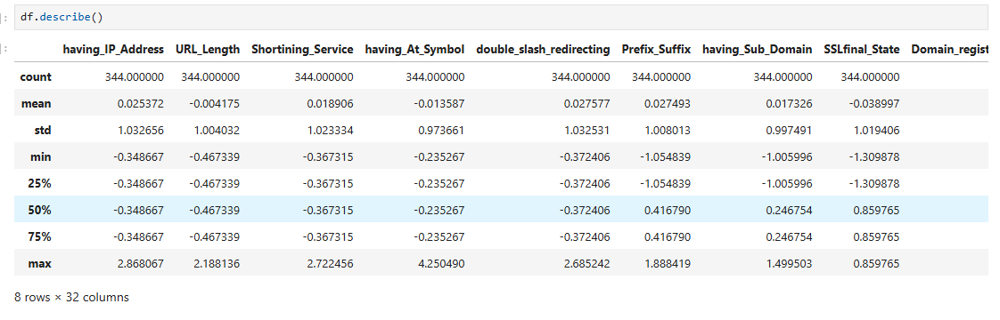 ]:
df.describe()
]:
having_IP_Address URL_Length Shortining_Service having_At_Symbol double_slash_redirecting Prefix_Suffix having_Sub_Domain SSLfinal_State Domain_regist
count 344.000000 344.000000 344.000000 344.000000 344.000000 344.000000 344.000000 344.000000
mean 0.025372 -0.004175 0.018906 -0.013587 0.027577 0.027493 0.017326 -0.038997
std 1.032656 1.004032 1.023334 0.973661 1.032531 1.008013 0.997491 1.019406
min -0.348667 -0.467339 -0.367315 -0.235267 -0.372406 -1.054839 -1.005996 -1.309878
25% -0.348667 -0.467339 -0.367315 -0.235267 -0.372406 -1.054839 -1.005996 -1.309878
50% -0.348667 -0.467339 -0.367315 -0.235267 -0.372406 0.416790 0.246754 0.859765
75% -0.348667 -0.467339 -0.367315 -0.235267 -0.372406 0.416790 0.246754 0.859765
max 2.868067 2.188136 2.722456 4.250490 2.685242 1.888419 1.499503 0.859765
8 rows × 32 columns